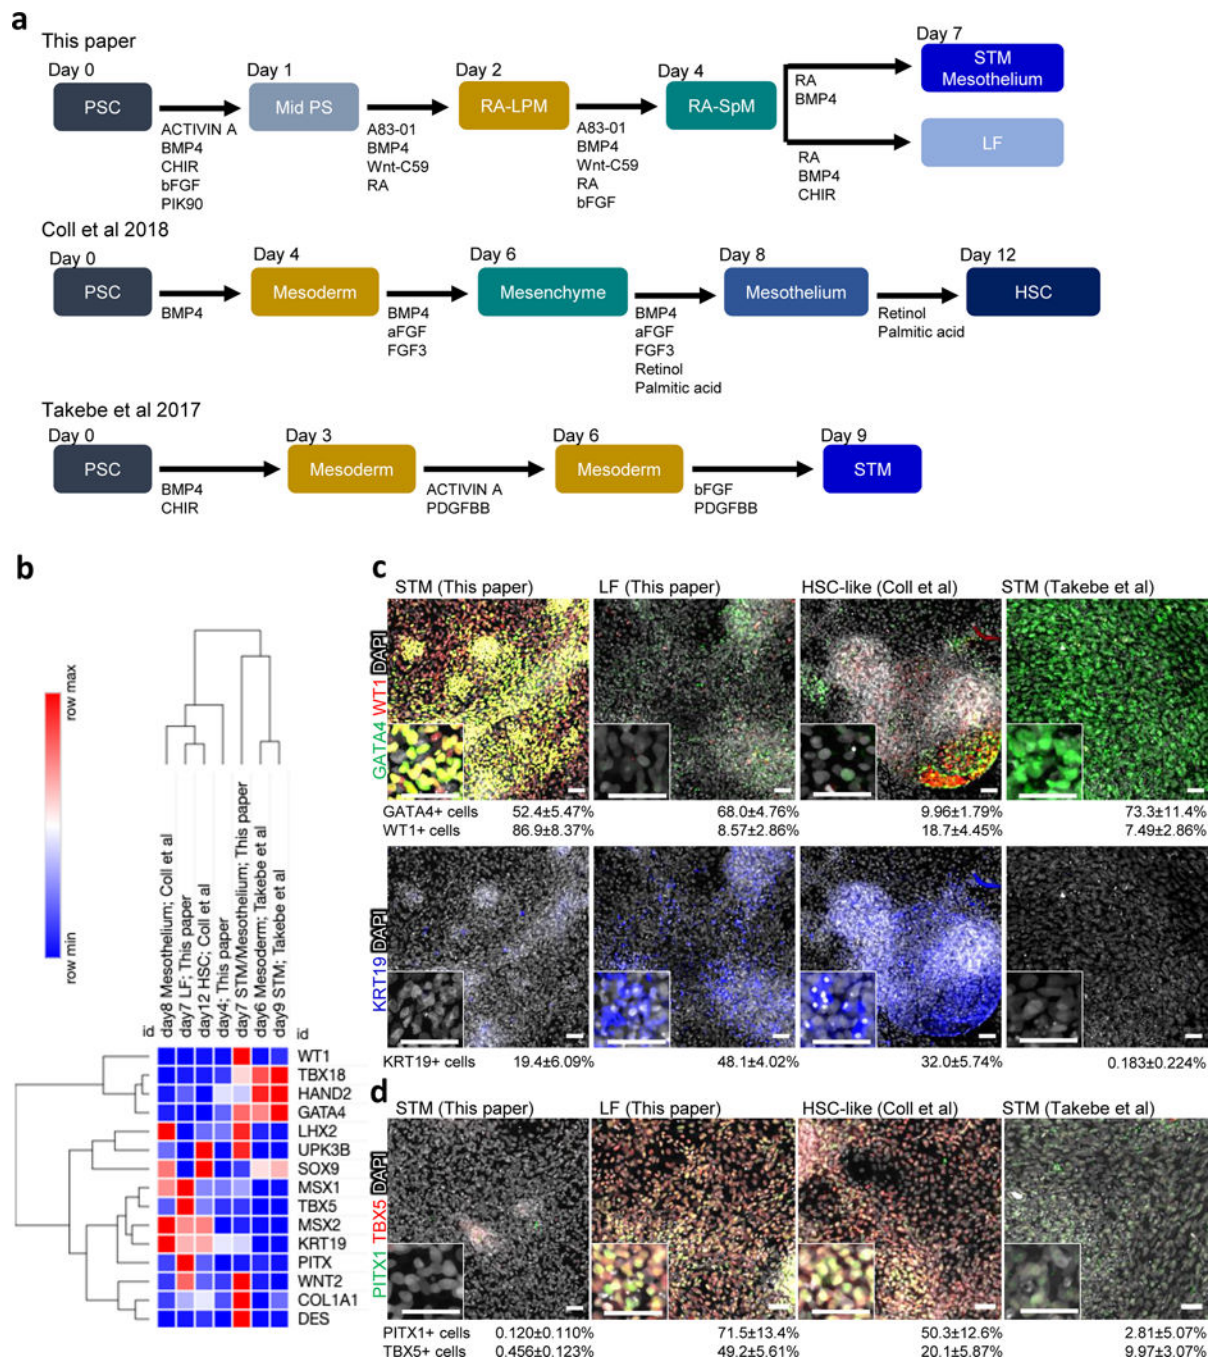 a
This paper
Day 0
Day 1
Day 2
Day 4
Day 7
PSC
Mid PS
RA-LPM
RA-SpM
STM
Mesothelium
LF
ACTIVIN A
BMP4
CHIR
bFGF
PIK90
A83-01
BMP4
Wnt-C59
RA
A83-01
BMP4
Wnt-C59
RA
bFGF
RA
BMP4
RA
BMP4
CHIR
Coll et al 2018
Day 0
Day 4
Day 6
Day 8
Day 12
PSC
Mesoderm
Mesenchyme
Mesothelium
HSC
BMP4
BMP4
aFGF
FGF3
BMP4
aFGF
FGF3
Retinol
Palmitic acid
Retinol
Palmitic acid
Takebe et al 2017
Day 0
Day 3
Day 6
Day 9
PSC
Mesoderm
Mesoderm
STM
BMP4
CHIR
ACTIVIN A
PDGFBB
bFGF
PDGFBB
b
row max
row min
id
day8 Mesothelium; Coll et al
day7 LF; This paper
day12 HSC; Coll et al
day4; This paper
day7 STM/Mesothelium; This paper
day6 Mesoderm; Takebe et al
day9 STM; Takebe et al
id
WT1
TBX18
HAND2
GATA4
LHX2
UPK3B
SOX9
MSX1
TBX5
MSX2
KRT19
PITX
WNT2
COL1A1
DES
c
STM (This paper)
LF (This paper)
HSC-like (Coll et al)
STM (Takebe et al)
GATA4 WT1 DAPI
GATA4+ cells 52.4±5.47% 68.0±4.76% 9.96±1.79% 73.3±11.4%
WT1+ cells 86.9±8.37% 8.57±2.86% 18.7±4.45% 7.49±2.86%
KRT19 DAPI
KRT19+ cells 19.4±6.09% 48.1±4.02% 32.0±5.74% 0.183±0.224%
d
STM (This paper)
LF (This paper)
HSC-like (Coll et al)
STM (Takebe et al)
PITX1 TBX5 DAPI
PITX1+ cells 0.120±0.110% 71.5±13.4% 50.3±12.6% 2.81±5.07%
TBX5+ cells 0.456±0.123% 49.2±5.61% 20.1±5.87% 9.97±3.07%